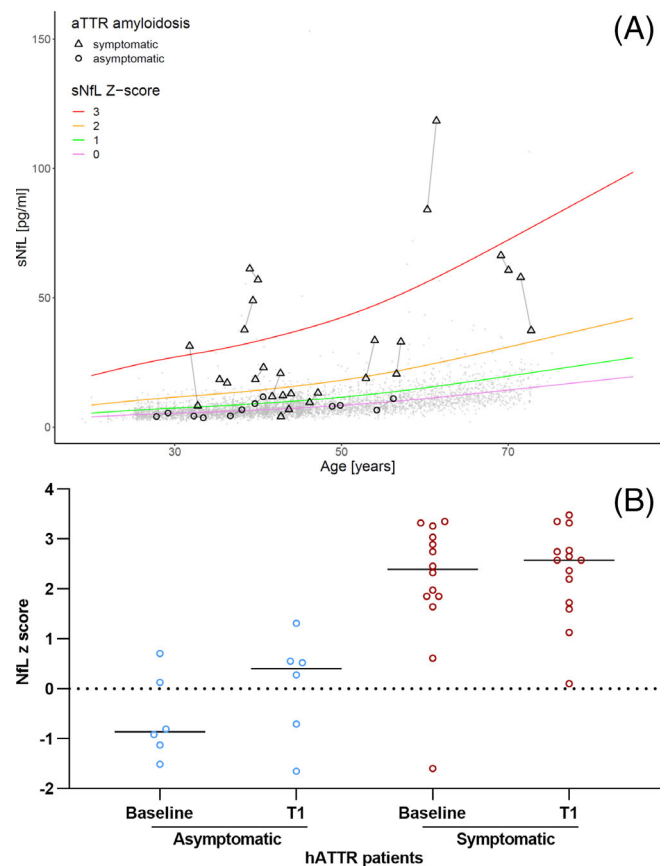 (A)
aTTR amyloidosis
symptomatic
asymptomatic
sNfL Z-score
3
2
1
0
150
100
50
0
sNfL [pg/ml]
30
50
70
Age [years]
(B)
4
3
2
1
0
-1
-2
NfL z score
Baseline T1 Baseline T1
Asymptomatic Symptomatic
hATTR patients